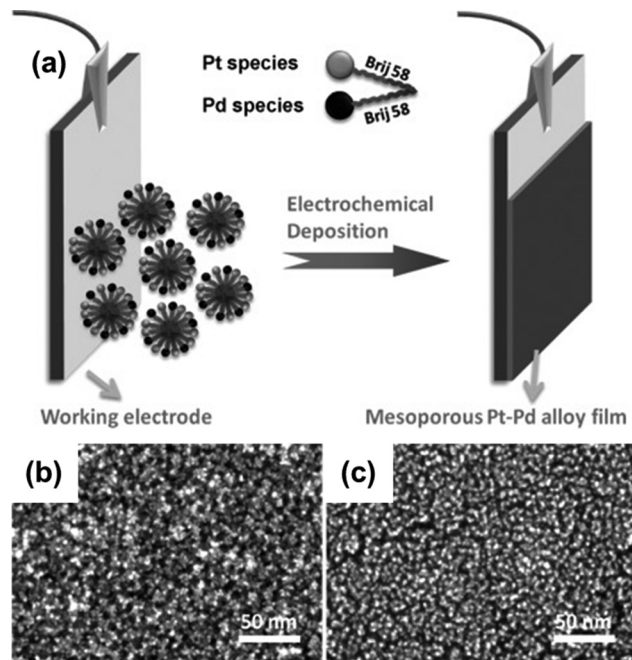 (a)
Pt species
Brij 58
Pd species
Brij 58
Electrochemical
Deposition
Working electrode
Mesoporous Pt-Pd alloy film
(b)
(c)
50 nm
50 nm